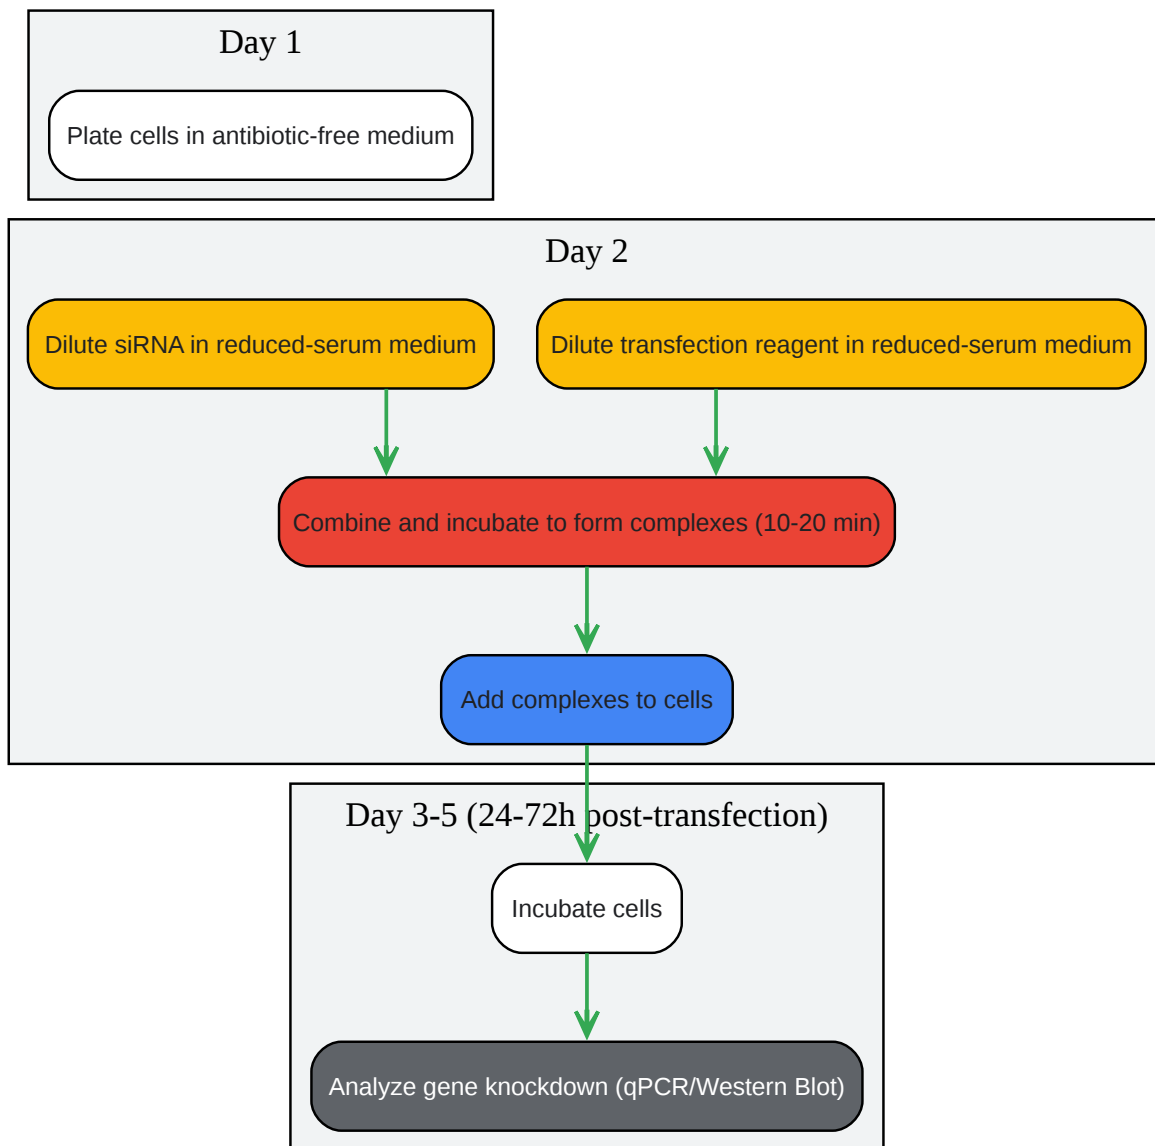 Day 1
Plate cells in antibiotic-free medium
Day 2
Dilute siRNA in reduced-serum medium
Dilute transfection reagent in reduced-serum medium
Combine and incubate to form complexes (10-20 min)
Add complexes to cells
Day 3-5 (24-72h post-transfection)
Incubate cells
Analyze gene knockdown (qPCR/Western Blot)